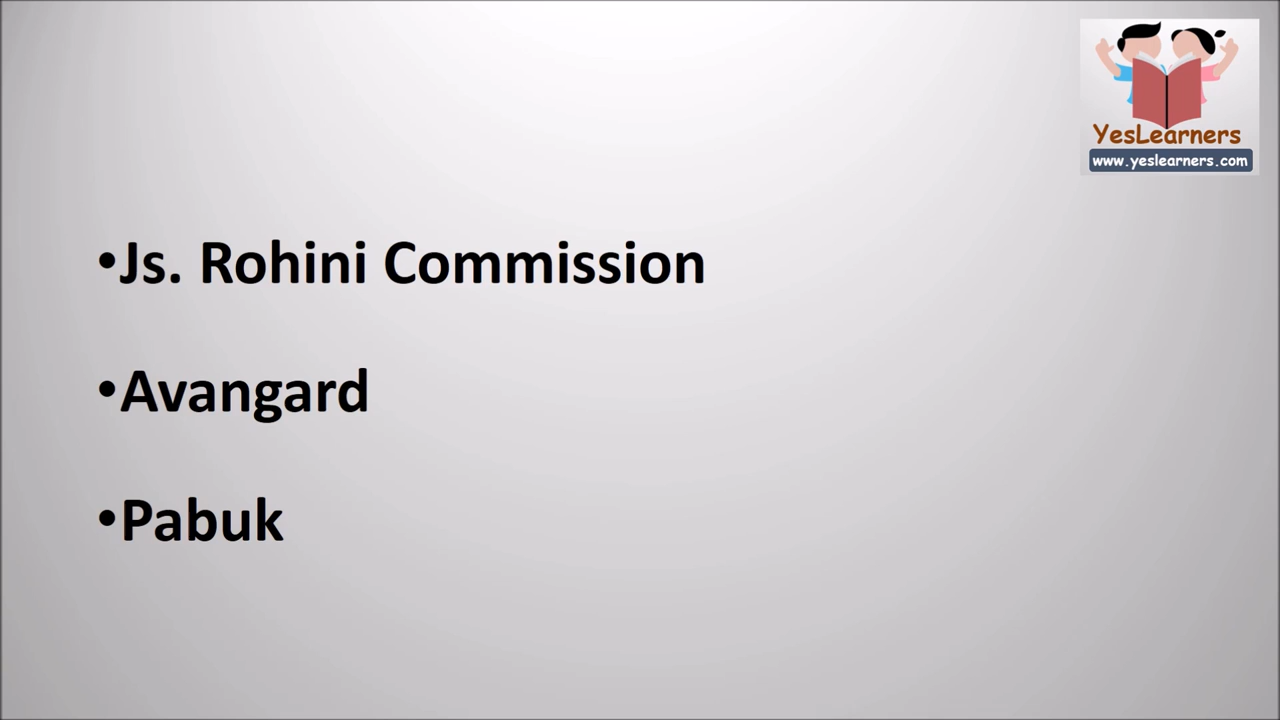 YesLearners
www.yeslearners.com
•Js. Rohini Commission
•Avangard
•Pabuk